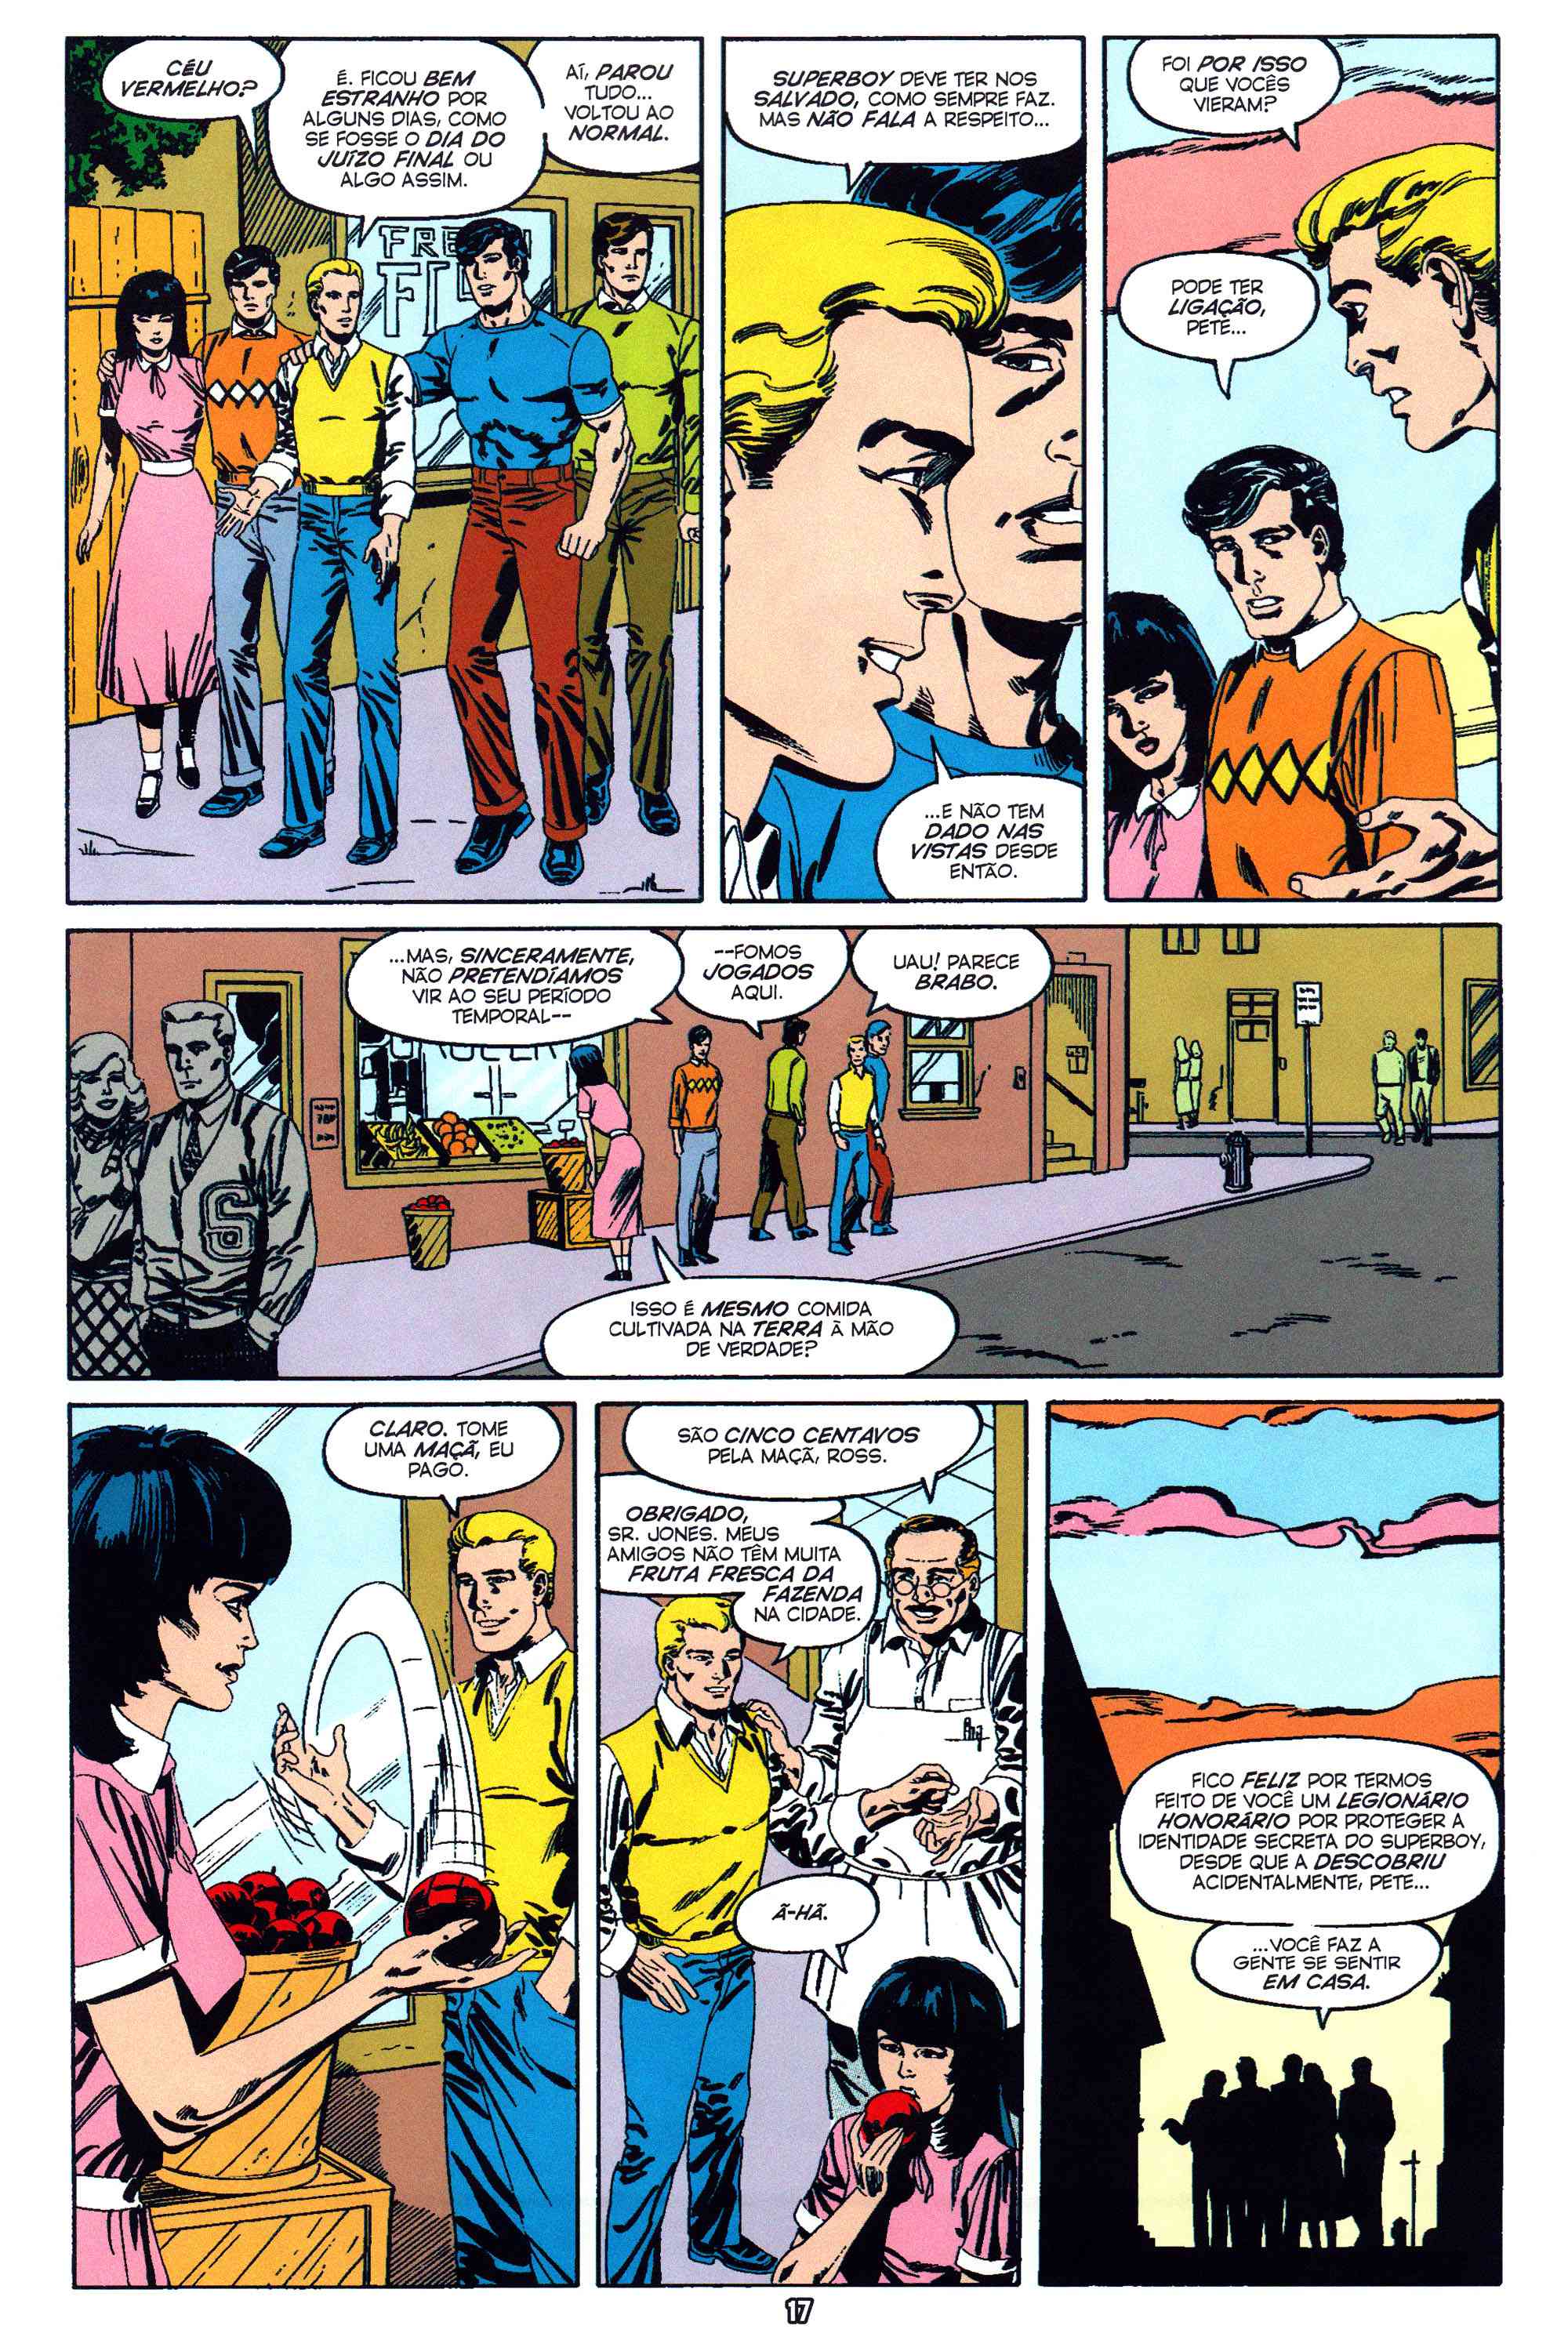 CÉU
VERMELHO?
É. FICOU BEM
ESTRANHO POR
ALGUNS DIAS, COMO
SE FOSSE O DIA DO
JUÍZO FINAL OU
ALGO ASSIM.
AÍ, PAROU
TUDO...
VOLTOU AO
NORMAL.
SUPERBOY DEVE TER NOS
SALVADO, COMO SEMPRE FAZ.
MAS NÃO FALA A RESPEITO...
...E NÃO TEM
DADO NAS
VISTAS DESDE
ENTÃO.
FOI POR ISSO
QUE VOCÊS
VIERAM?
PODE TER
LIGAÇÃO,
PETE...
...MAS, SINCERAMENTE,
NÃO PRETENDÍAMOS
VIR AO SEU PERÍODO
TEMPORAL--
--FOMOS
JOGADOS
AQUI.
UAU! PARECE
BRABO.
S
ISSO É MESMO COMIDA
CULTIVADA NA TERRA À MÃO
DE VERDADE?
CLARO. TOME
UMA MAÇÃ, EU
PAGO.
SÃO CINCO CENTAVOS
PELA MAÇÃ, ROSS.
OBRIGADO,
SR. JONES. MEUS
AMIGOS NÃO TÊM MUITA
FRUTA FRESCA DA
FAZENDA
NA CIDADE.
Ã-HÃ.
FICO FELIZ POR TERMOS
FEITO DE VOCÊ UM LEGIONÁRIO
HONORÁRIO POR PROTEGER A
IDENTIDADE SECRETA DO SUPERBOY,
DESDE QUE A DESCOBRIU
ACIDENTALMENTE, PETE...
...VOCÊ FAZ A
GENTE SE SENTIR
EM CASA.
17